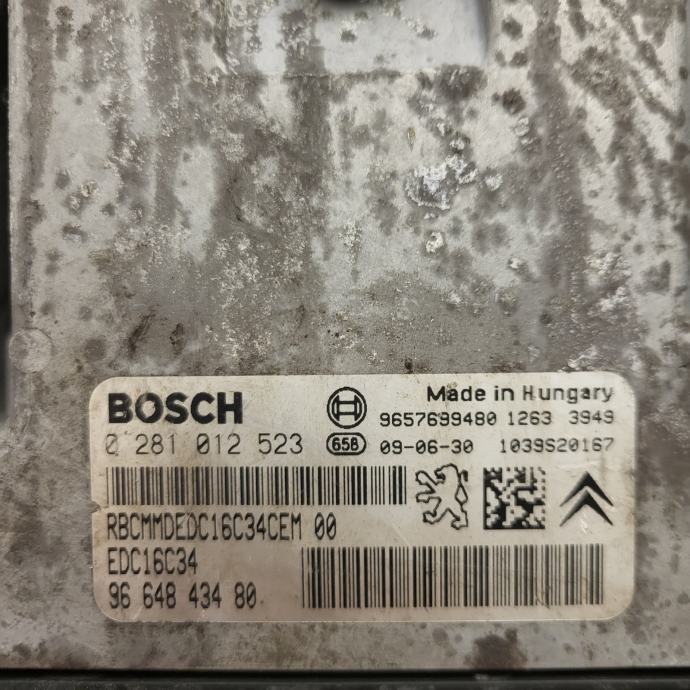 BOSCH Made in Hungary
9657699480 1263 3949
0 281 012 523 658 09-06-30 1039S20167
RBCMMDEDC16C34CEM 00
EDC16C34
96 648 434 80